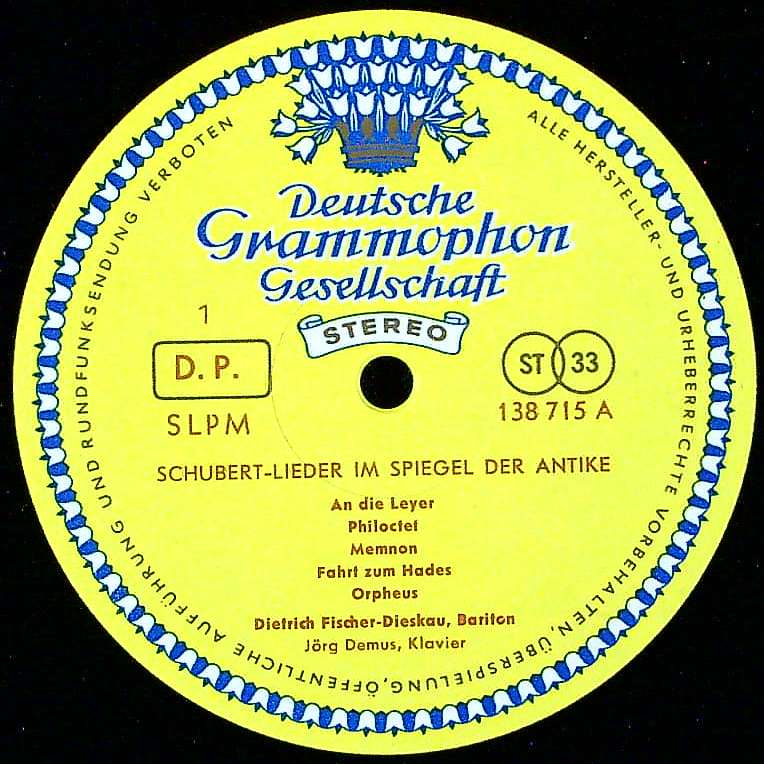 Deutsche
Grammophon
Gesellschaft
STEREO
1
D. P.
SLPM
ST 33
138 715 A
SCHUBERT-LIEDER IM SPIEGEL DER ANTIKE
An die Leyer
Philoctet
Memnon
Fahrt zum Hades
Orpheus
Dietrich Fischer-Dieskau, Bariton
Jörg Demus, Klavier
ALLE HERSTELLER- UND URHEBERRECHTE VORBEHALTEN, ÜBERSPIELUNG, ÖFFENTLICHE AUFFÜHRUNG UND RUNDFUNKSENDUNG VERBOTEN